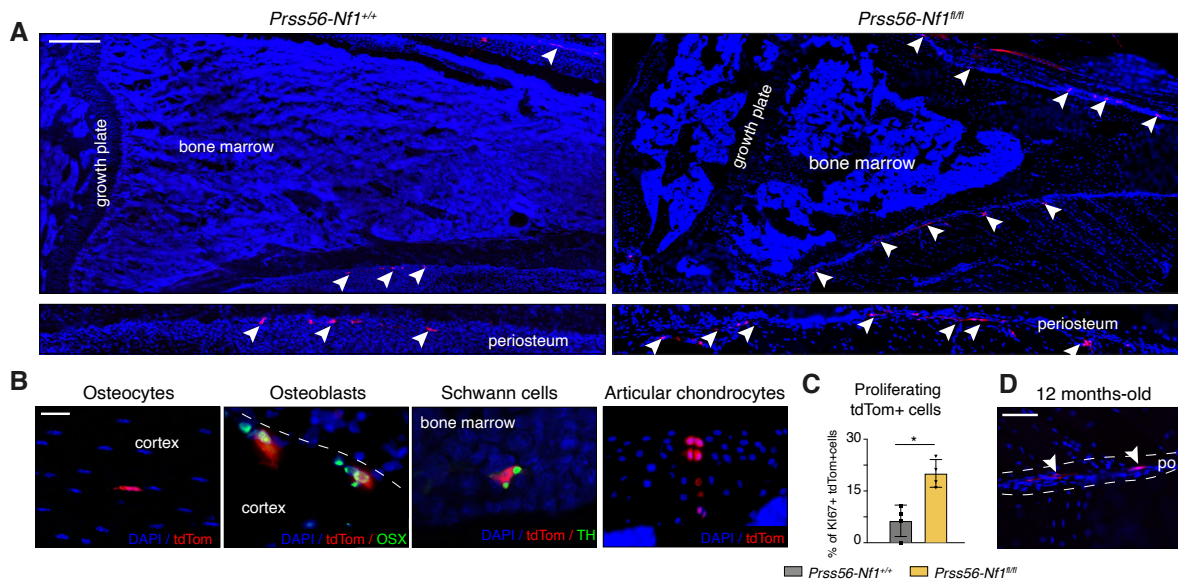 Prss56-Nf1+/+
Prss56-Nf1fl/fl
A
growth plate
bone marrow
growth plate
bone marrow
periosteum
periosteum
B
Osteocytes
Osteoblasts
Schwann cells
Articular chondrocytes
cortex
DAPI / tdTom
cortex
DAPI / tdTom / OSX
bone marrow
DAPI / tdTom / TH
DAPI / tdTom
C
Proliferating
tdTom+ cells
% of KI67+ tdTom+cells
30
15
0
*
D
12 months-old
po
Prss56-Nf1+/+
Prss56-Nf1fl/fl